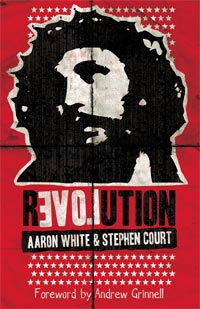 REVOLUTION
AARON WHITE & STEPHEN COURT
Foreword by Andrew Grinnell